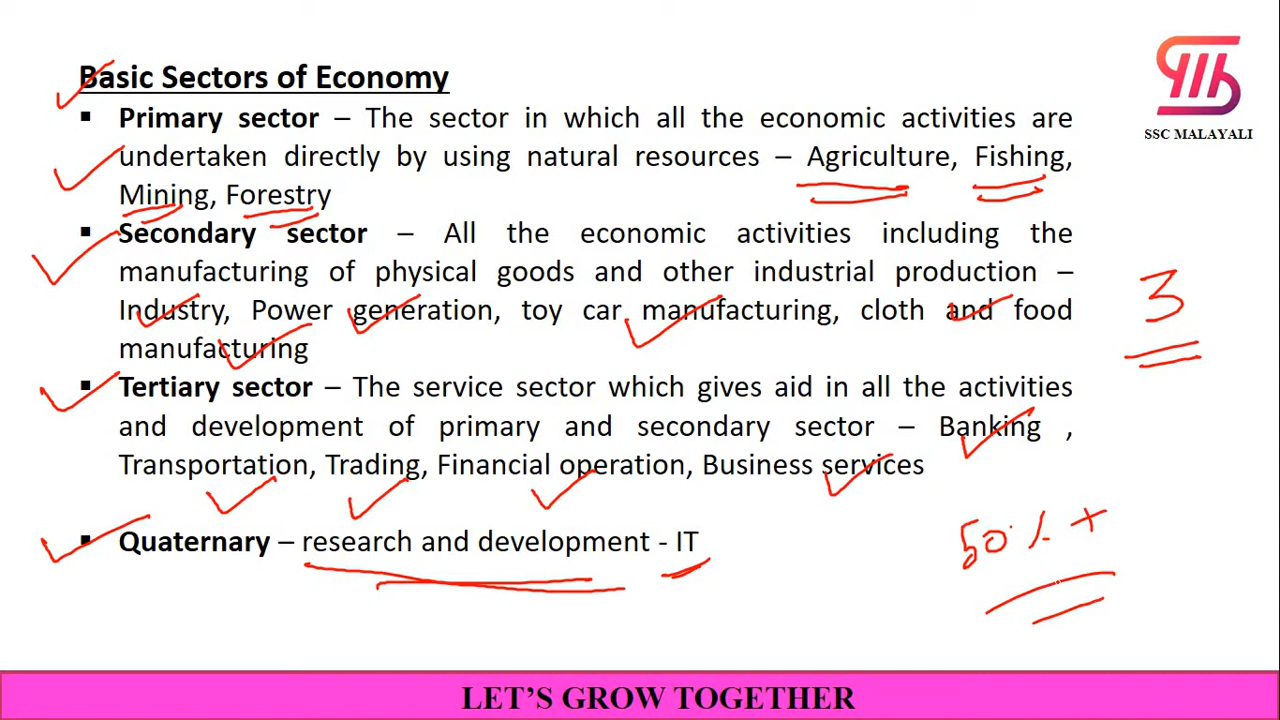 Basic Sectors of Economy
▪ Primary sector – The sector in which all the economic activities are
undertaken directly by using natural resources – Agriculture, Fishing,
Mining, Forestry
▪ Secondary sector – All the economic activities including the
manufacturing of physical goods and other industrial production –
Industry, Power generation, toy car manufacturing, cloth and food
manufacturing
▪ Tertiary sector – The service sector which gives aid in all the activities
and development of primary and secondary sector – Banking ,
Transportation, Trading, Financial operation, Business services
▪ Quaternary – research and development - IT
SSC MALAYALI
3
50% +
LET'S GROW TOGETHER